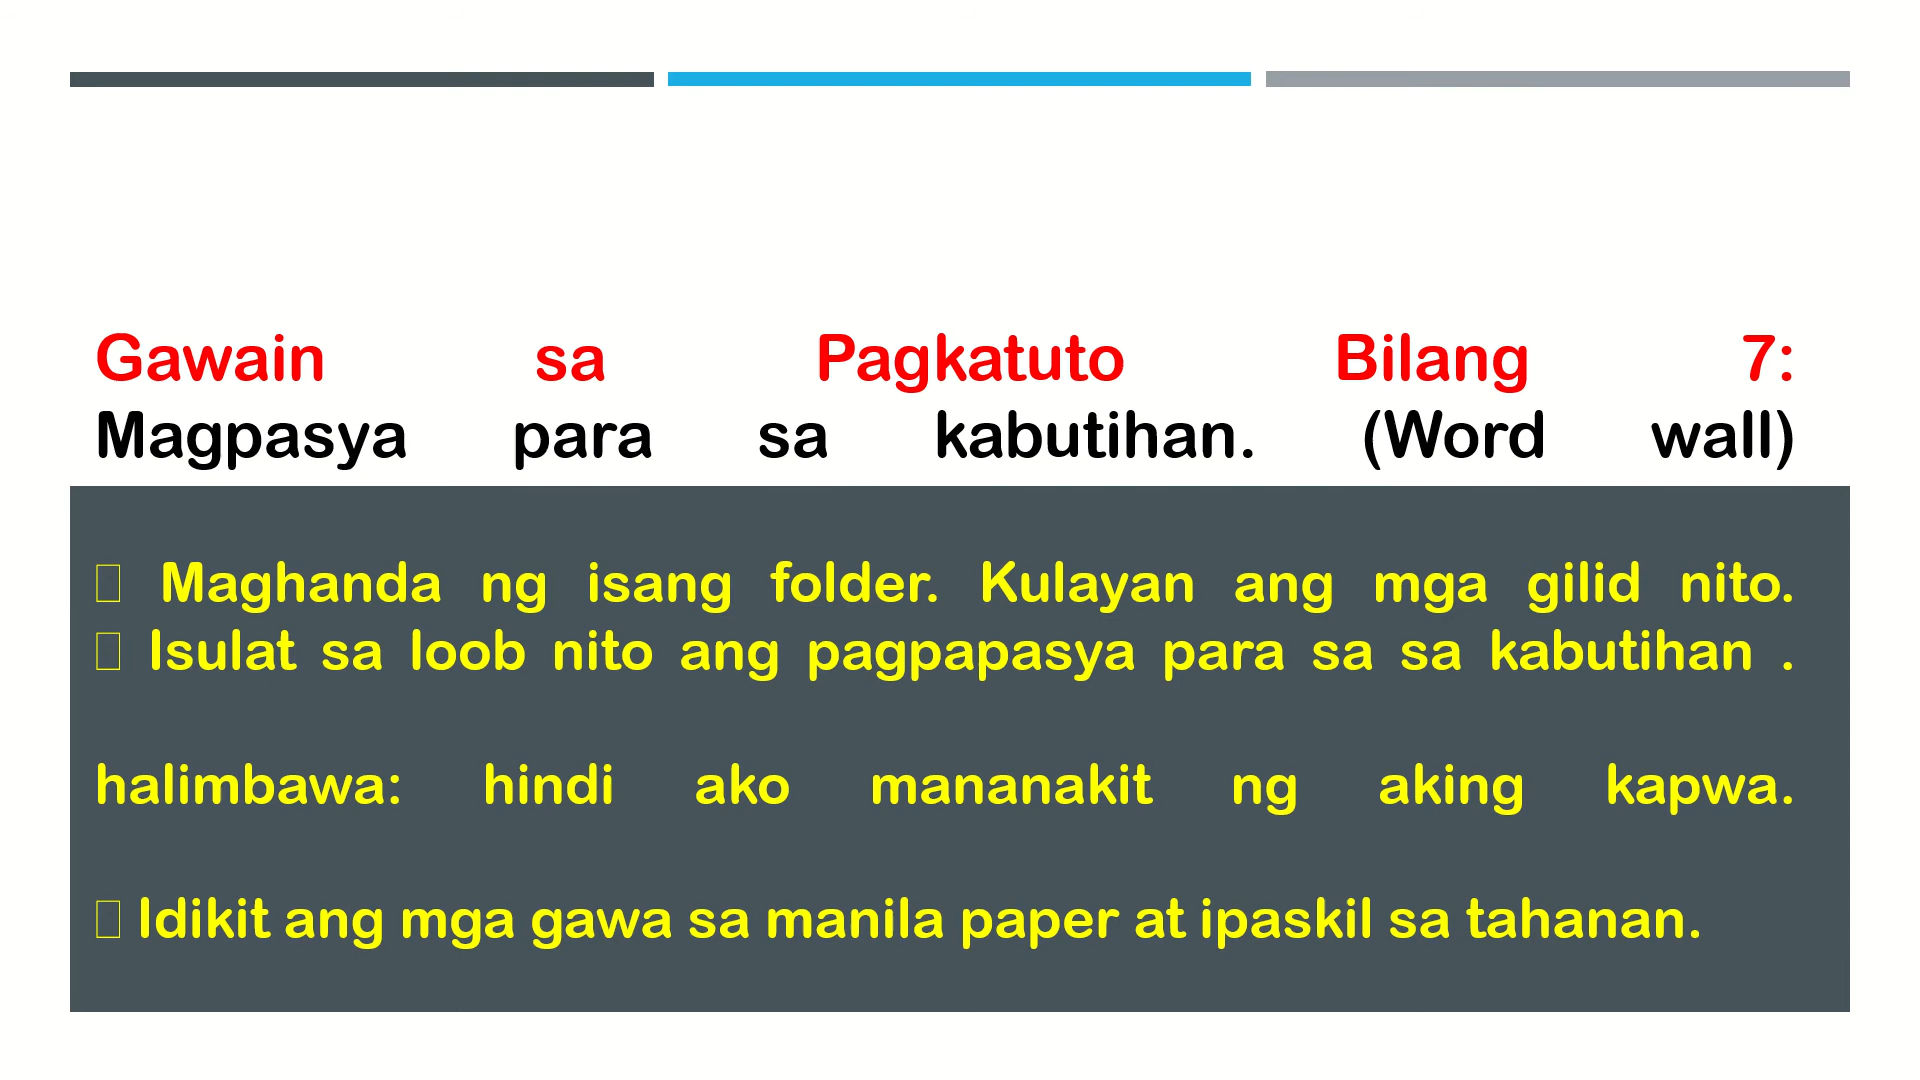 Gawain sa Pagkatuto Bilang 7:
Magpasya para sa kabutihan. (Word wall)
Maghanda ng isang folder. Kulayan ang mga gilid nito.
Isulat sa loob nito ang pagpapasya para sa sa kabutihan .
halimbawa: hindi ako mananakit ng aking kapwa.
Idikit ang mga gawa sa manila paper at ipaskil sa tahanan.